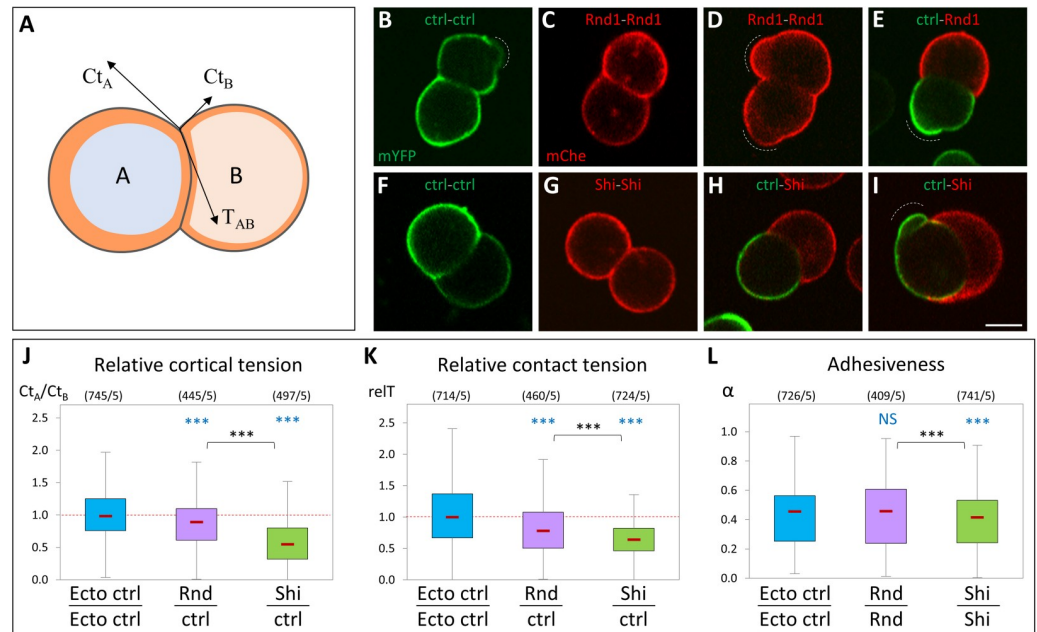 A
Ct_A
Ct_B
A
B
T_AB
B
ctrl-ctrl
mYFP
C
Rnd1-Rnd1
mChe
D
Rnd1-Rnd1
E
ctrl-Rnd1
F
ctrl-ctrl
G
Shi-Shi
H
ctrl-Shi
I
ctrl-Shi
J
Relative cortical tension
Ct_A/Ct_B
(745/5) (445/5) (497/5)
*** ***
***
2.5
2.0
1.5
1.0
0.5
0.0
Ecto ctrl Rnd Shi
Ecto ctrl ctrl ctrl
K
Relative contact tension
relT
(714/5) (460/5) (724/5)
*** ***
***
2.5
2.0
1.5
1.0
0.5
0.0
Ecto ctrl Rnd Shi
Ecto ctrl ctrl ctrl
L
Adhesiveness
α
(726/5) (409/5) (741/5)
NS ***
***
1.0
0.8
0.6
0.4
0.2
0.0
Ecto ctrl Rnd Shi
Ecto ctrl Rnd Shi